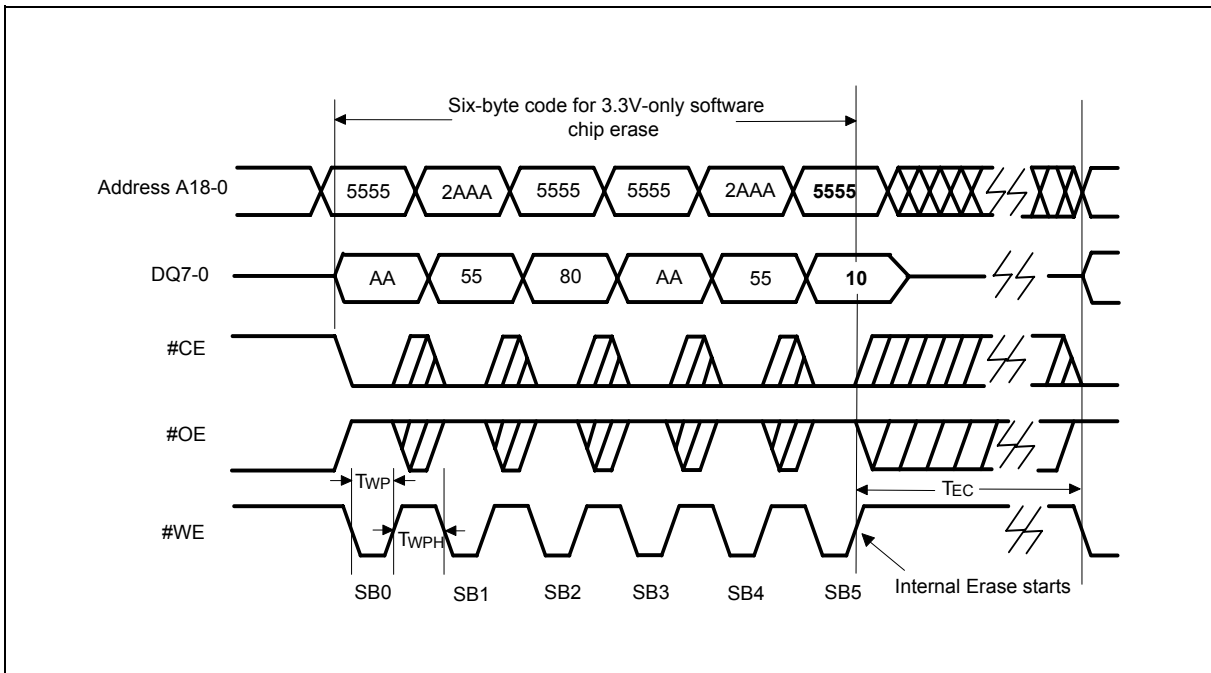 Six-byte code for 3.3V-only software
chip erase
Address A18-0
5555
2AAA
5555
5555
2AAA
5555
DQ7-0
AA
55
80
AA
55
10
#CE
#OE
TWP
TEC
#WE
TWPH
Internal Erase starts
SB0
SB1
SB2
SB3
SB4
SB5